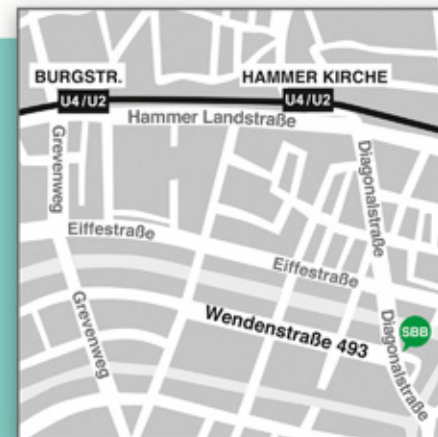 BURGSTR.
U4/U2
HAMMER KIRCHE
U4/U2
Hammer Landstraße
Grevenweg
Diagonalstraße
Eiffestraße
Eiffestraße
Grevenweg
Wendenstraße 493
SBB
Diagonalstraße